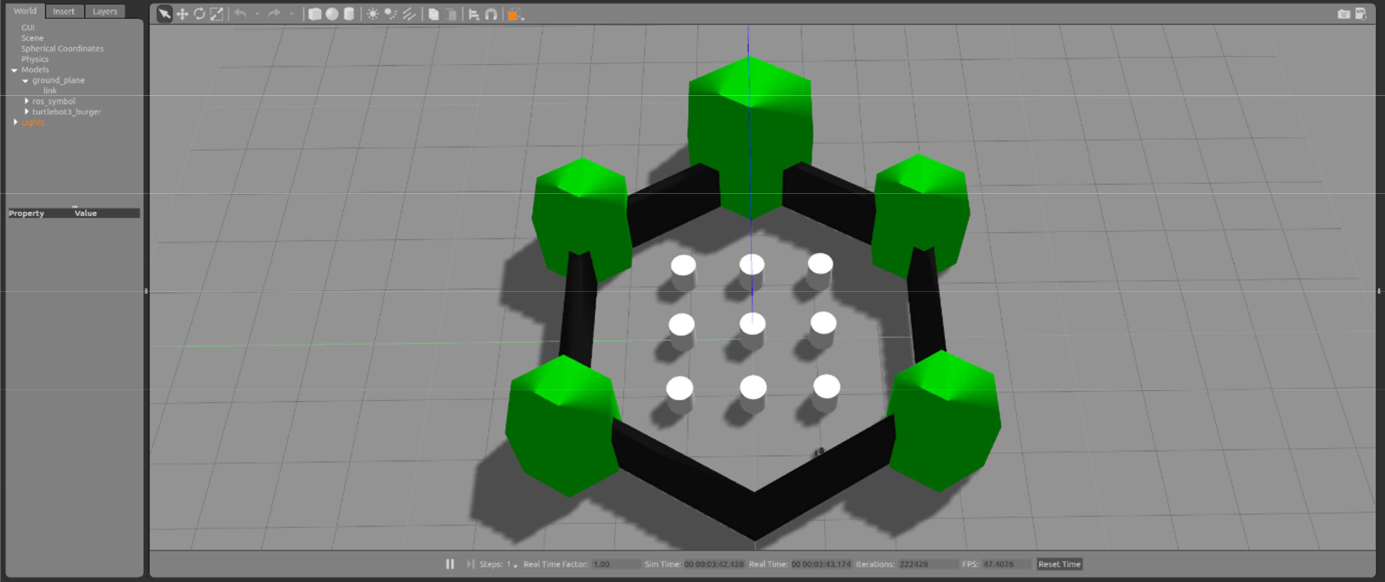 World Insert Layers
GUI
Scene
Spherical Coordinates
Physics
Models
ground_plane
link
ros_symbol
turtlebot3_burger
Lights
Property Value
Steps: 1 Real Time Factor: 1.00 Sim Time: 00 00:03:42.428 Real Time: 00 00:03:43.174 Iterations: 222428 FPS: 47.4076 Reset Time